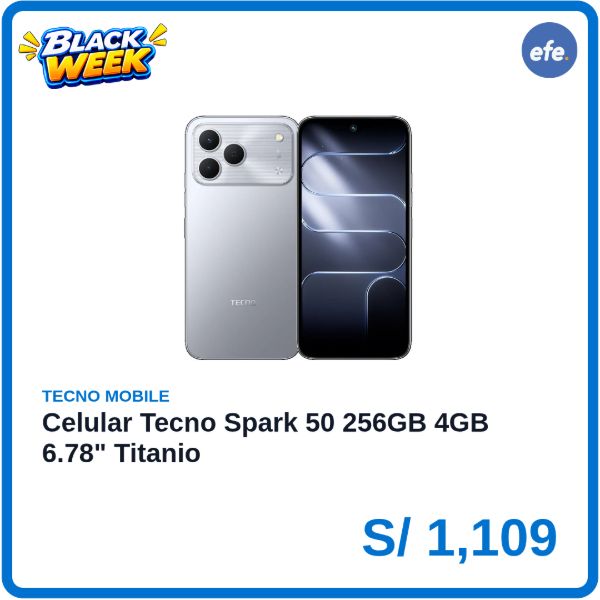 BLACK
WEEK
efe.
TECNO
TECNO MOBILE
Celular Tecno Spark 50 256GB 4GB
6.78" Titanio
S/ 1,109